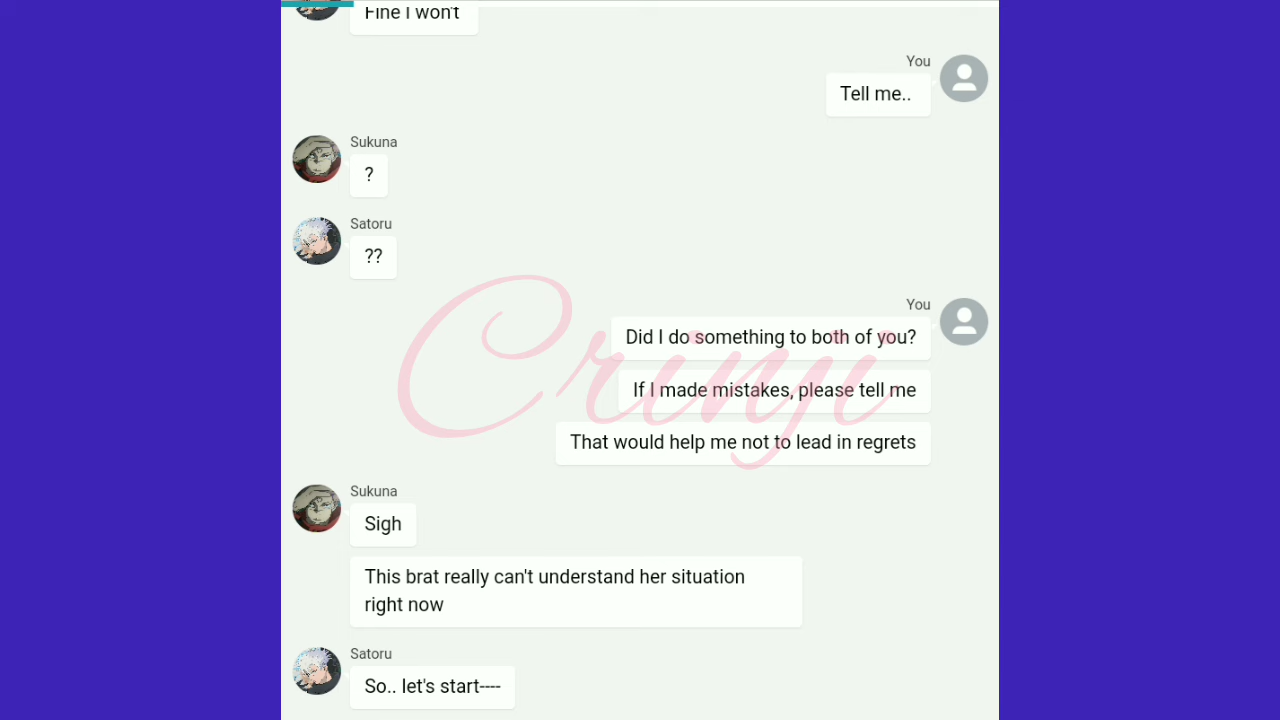 Fine I won't
You
Tell me..
Sukuna
?
Satoru
??
You
Did I do something to both of you?
If I made mistakes, please tell me
That would help me not to lead in regrets
Crinji
Sukuna
Sigh
This brat really can't understand her situation
right now
Satoru
So.. let's start----